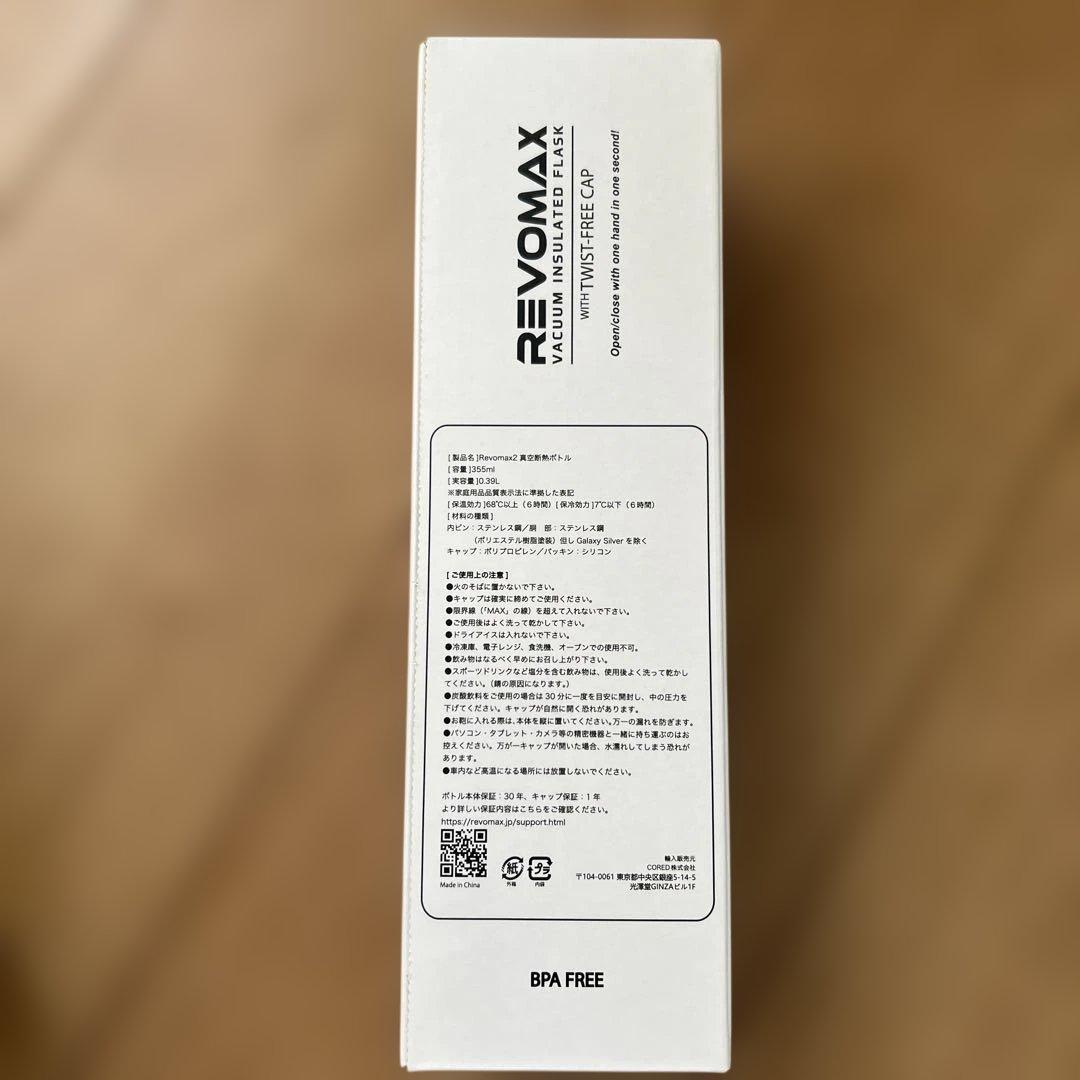 REVOMAX
VACUUM INSULATED FLASK
WITH TWIST-FREE CAP
Open/close with one hand in one second!
[製品名]Revomax2 真空断熱ボトル
[容量]355ml
[実容量]0.39L
※家庭用品品質表示法に準拠した表記
[保温効力]68℃以上(6時間)[保冷効力]7℃以下(6時間)
[材料の種類]
内ビン:ステンレス鋼/胴 部:ステンレス鋼
(ポリエステル樹脂塗装)但し Galaxy Silver を除く
キャップ:ポリプロピレン/パッキン:シリコン
[ご使用上の注意]
●火のそばに置かないで下さい。
●キャップは確実に締めてご使用ください。
●限界線(「MAX」の線)を超えて入れないで下さい。
●ご使用後はよく洗って乾かして下さい。
●ドライアイスは入れないで下さい。
●冷凍庫、電子レンジ、食洗機、オーブンでの使用不可。
●飲み物はなるべく早めにお召し上がり下さい。
●スポーツドリンクなど塩分を含む飲み物は、使用後よく洗って乾かし
てください。(錆の原因になります。)
●炭酸飲料をご使用の場合は30分に一度を目安に開封し、中の圧力を
下げてください。キャップが自然に開く恐れがあります。
●お鞄に入れる際は、本体を縦に置いてください。万一の漏れを防ぎます。
●パソコン・タブレット・カメラ等の精密機器と一緒に持ち運ぶのはお
控えください。万が一キャップが開いた場合、水濡れしてしまう恐れが
あります。
●車内など高温になる場所には放置しないでください。
ボトル本体保証:30年、キャップ保証:1年
より詳しい保証内容はこちらをご確認ください。
https://revomax.jp/support.html
Made in China
紙
外箱
プラ
内袋
輸入販売元
CORED株式会社
〒104-0061 東京都中央区銀座5-14-5
光澤堂GINZAビル1F
BPA FREE